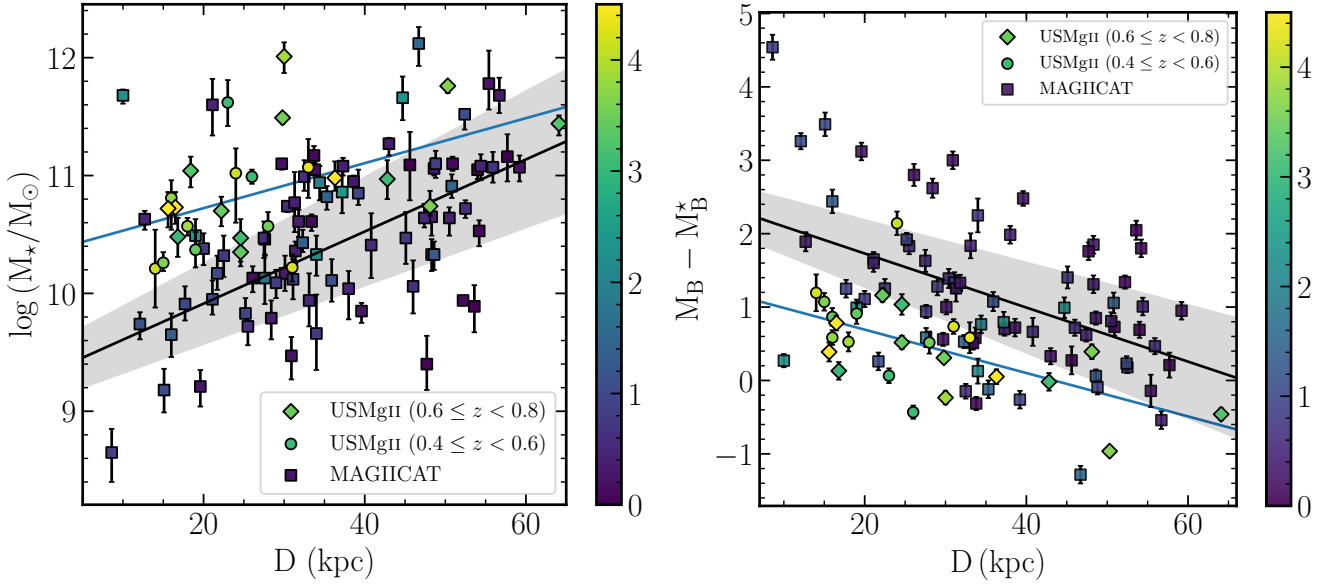 12
11
10
9
log (M⋆/M⊙)
20
40
60
D (kpc)
USMgII (0.6 ≤ z < 0.8)
USMgII (0.4 ≤ z < 0.6)
MAGIICAT
4
3
2
1
0
5
4
3
2
1
0
−1
M_B − M_B^⋆
20
40
60
D (kpc)
USMgII (0.6 ≤ z < 0.8)
USMgII (0.4 ≤ z < 0.6)
MAGIICAT
4
3
2
1
0